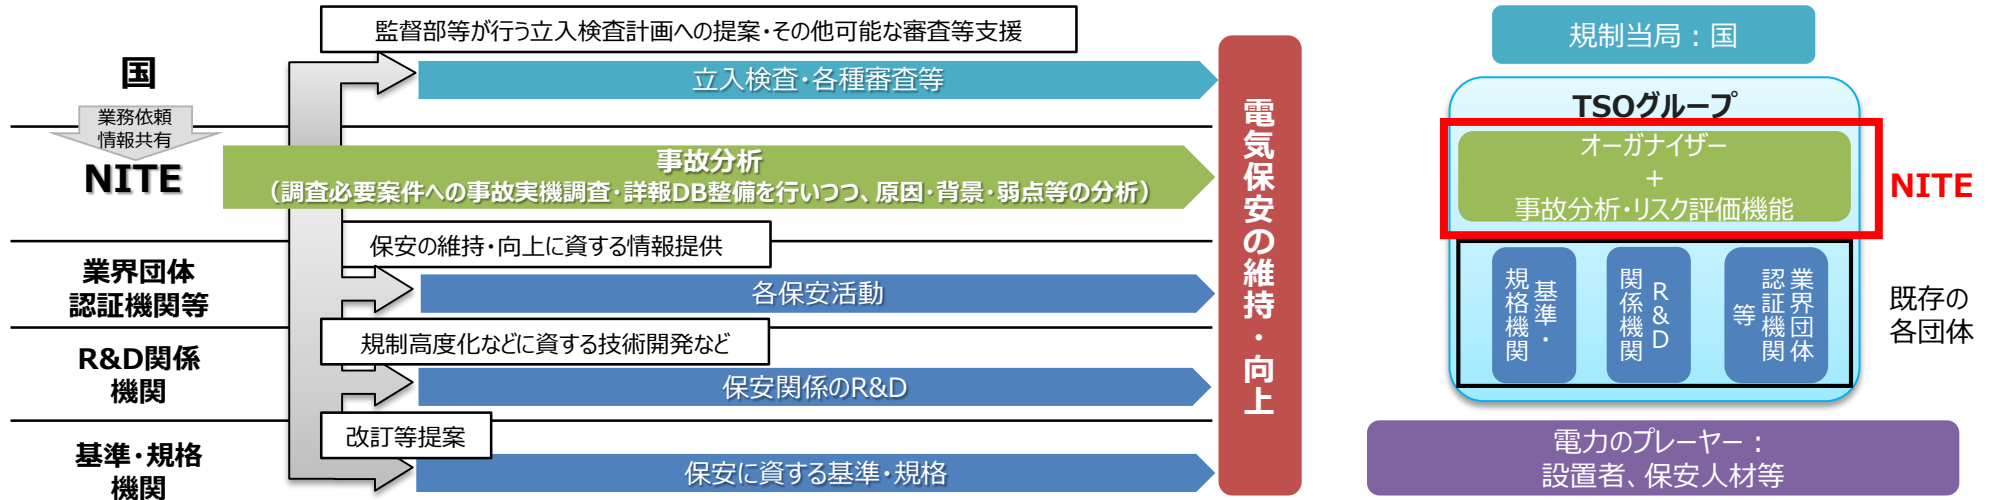 監督部等が行う立入検査計画への提案・その他可能な審査等支援
国
立入検査・各種審査等
業務依頼
情報共有
NITE
事故分析
（調査必要案件への事故実機調査・詳報DB整備を行いつつ、原因・背景・弱点等の分析）
保安の維持・向上に資する情報提供
業界団体
認証機関等
各保安活動
規制高度化などに資する技術開発など
R&D関係
機関
保安関係のR&D
改訂等提案
基準・規格
機関
保安に資する基準・規格
電気保安の維持・向上
規制当局：国
TSOグループ
オーガナイザー
+
事故分析・リスク評価機能
NITE
基準・
規格機関
R&D
関係機関
業界団体
認証機関
等
既存の
各団体
電力のプレーヤー：
設置者、保安人材等